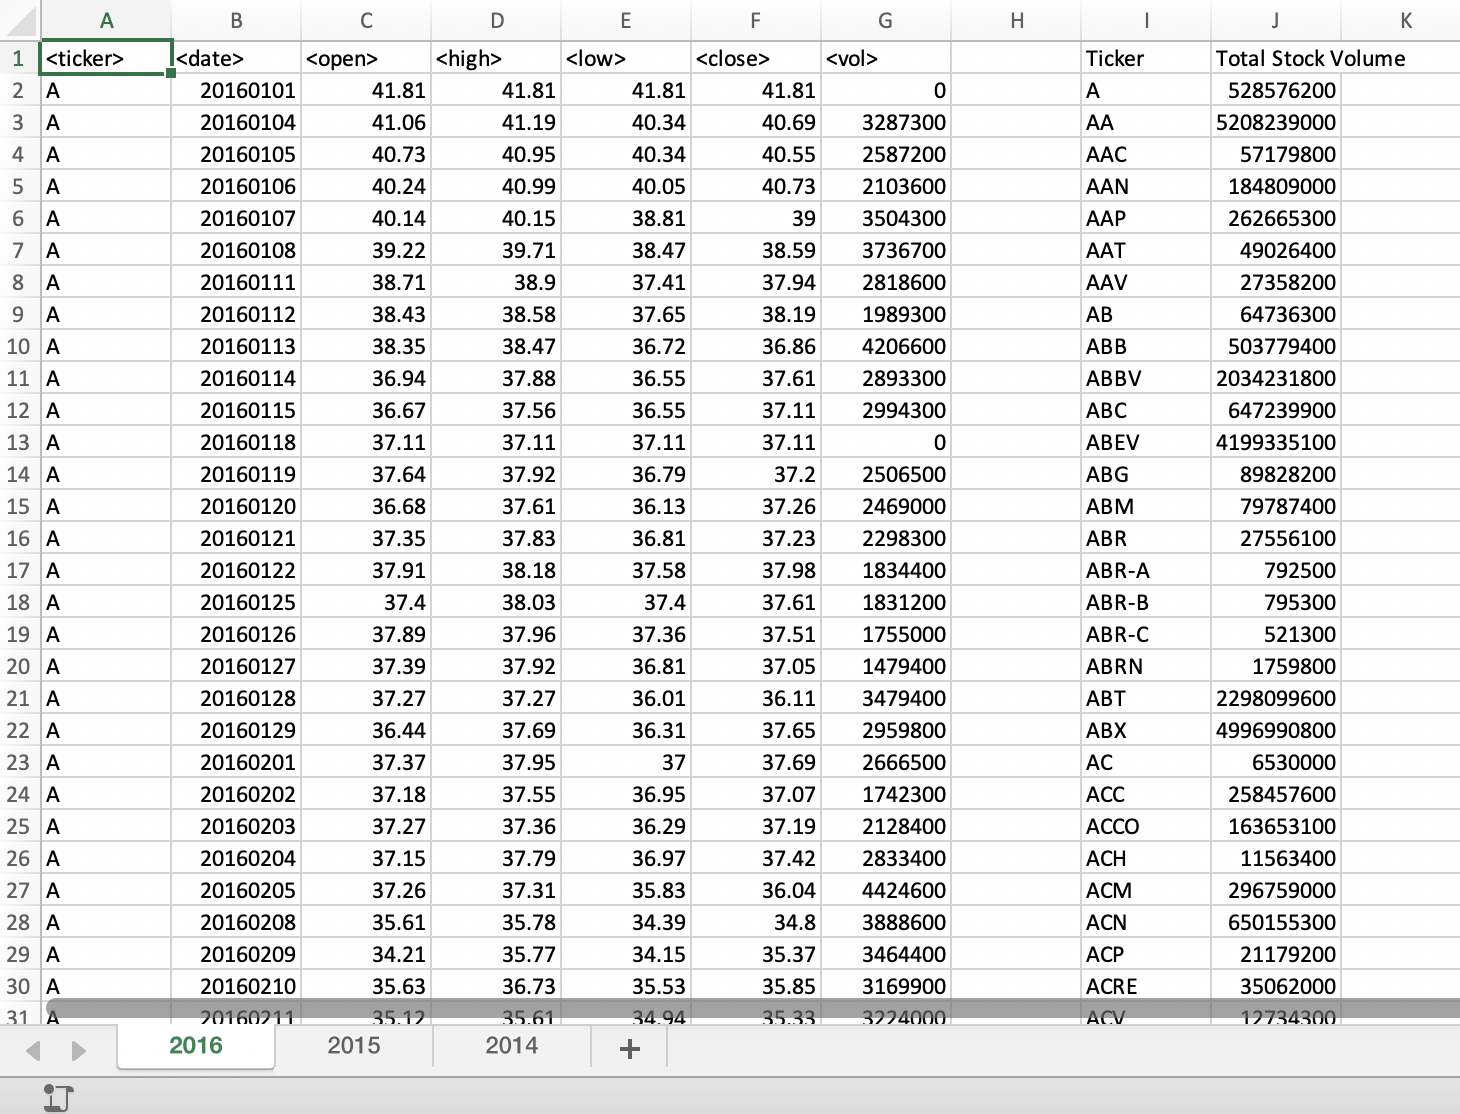 A B C D E F G H I J K
1 <ticker> <date> <open> <high> <low> <close> <vol> Ticker Total Stock Volume
2 A 20160101 41.81 41.81 41.81 41.81 0 A 528576200
3 A 20160104 41.06 41.19 40.34 40.69 3287300 AA 5208239000
4 A 20160105 40.73 40.95 40.34 40.55 2587200 AAC 57179800
5 A 20160106 40.24 40.99 40.05 40.73 2103600 AAN 184809000
6 A 20160107 40.14 40.15 38.81 39 3504300 AAP 262665300
7 A 20160108 39.22 39.71 38.47 38.59 3736700 AAT 49026400
8 A 20160111 38.71 38.9 37.41 37.94 2818600 AAV 27358200
9 A 20160112 38.43 38.58 37.65 38.19 1989300 AB 64736300
10 A 20160113 38.35 38.47 36.72 36.86 4206600 ABB 503779400
11 A 20160114 36.94 37.88 36.55 37.61 2893300 ABBV 2034231800
12 A 20160115 36.67 37.56 36.55 37.11 2994300 ABC 647239900
13 A 20160118 37.11 37.11 37.11 37.11 0 ABEV 4199335100
14 A 20160119 37.64 37.92 36.79 37.2 2506500 ABG 89828200
15 A 20160120 36.68 37.61 36.13 37.26 2469000 ABM 79787400
16 A 20160121 37.35 37.83 36.81 37.23 2298300 ABR 27556100
17 A 20160122 37.91 38.18 37.58 37.98 1834400 ABR-A 792500
18 A 20160125 37.4 38.03 37.4 37.61 1831200 ABR-B 795300
19 A 20160126 37.89 37.96 37.36 37.51 1755000 ABR-C 521300
20 A 20160127 37.39 37.92 36.81 37.05 1479400 ABRN 1759800
21 A 20160128 37.27 37.27 36.01 36.11 3479400 ABT 2298099600
22 A 20160129 36.44 37.69 36.31 37.65 2959800 ABX 4996990800
23 A 20160201 37.37 37.95 37 37.69 2666500 AC 6530000
24 A 20160202 37.18 37.55 36.95 37.07 1742300 ACC 258457600
25 A 20160203 37.27 37.36 36.29 37.19 2128400 ACCO 163653100
26 A 20160204 37.15 37.79 36.97 37.42 2833400 ACH 11563400
27 A 20160205 37.26 37.31 35.83 36.04 4424600 ACM 296759000
28 A 20160208 35.61 35.78 34.39 34.8 3888600 ACN 650155300
29 A 20160209 34.21 35.77 34.15 35.37 3464400 ACP 21179200
30 A 20160210 35.63 36.73 35.53 35.85 3169900 ACRE 35062000
31 A 20160211 35.12 35.61 34.94 35.33 3224000 ACV 12734300
2016 2015 2014 +